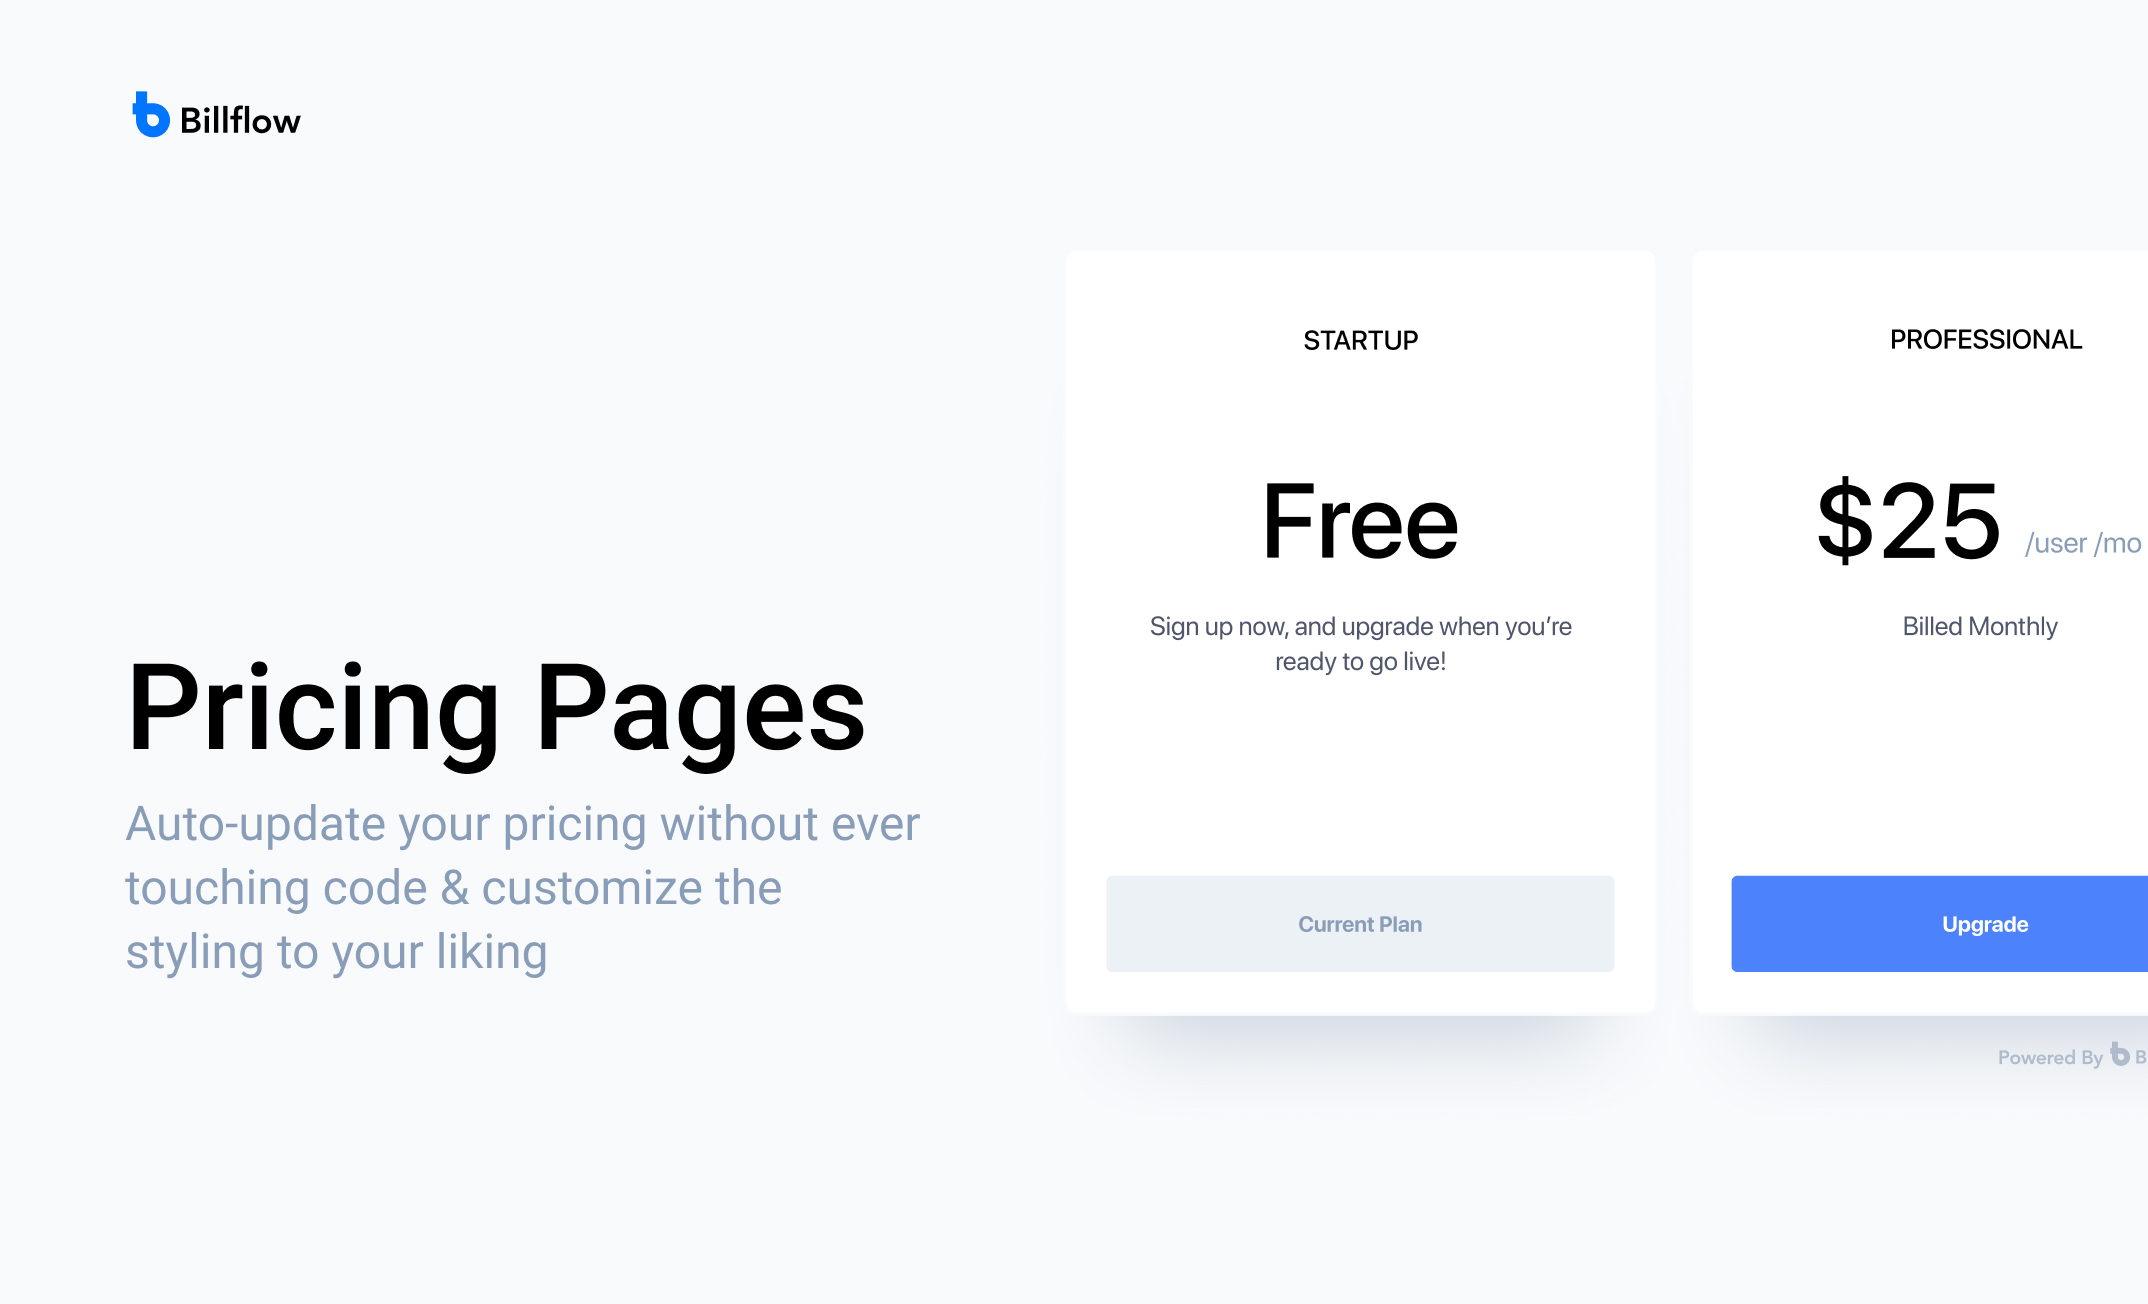 Billflow
Pricing Pages
Auto-update your pricing without ever
touching code & customize the
styling to your liking
STARTUP
Free
Sign up now, and upgrade when you’re
ready to go live!
Current Plan
PROFESSIONAL
$25 /user /mo
Billed Monthly
Upgrade
Powered By